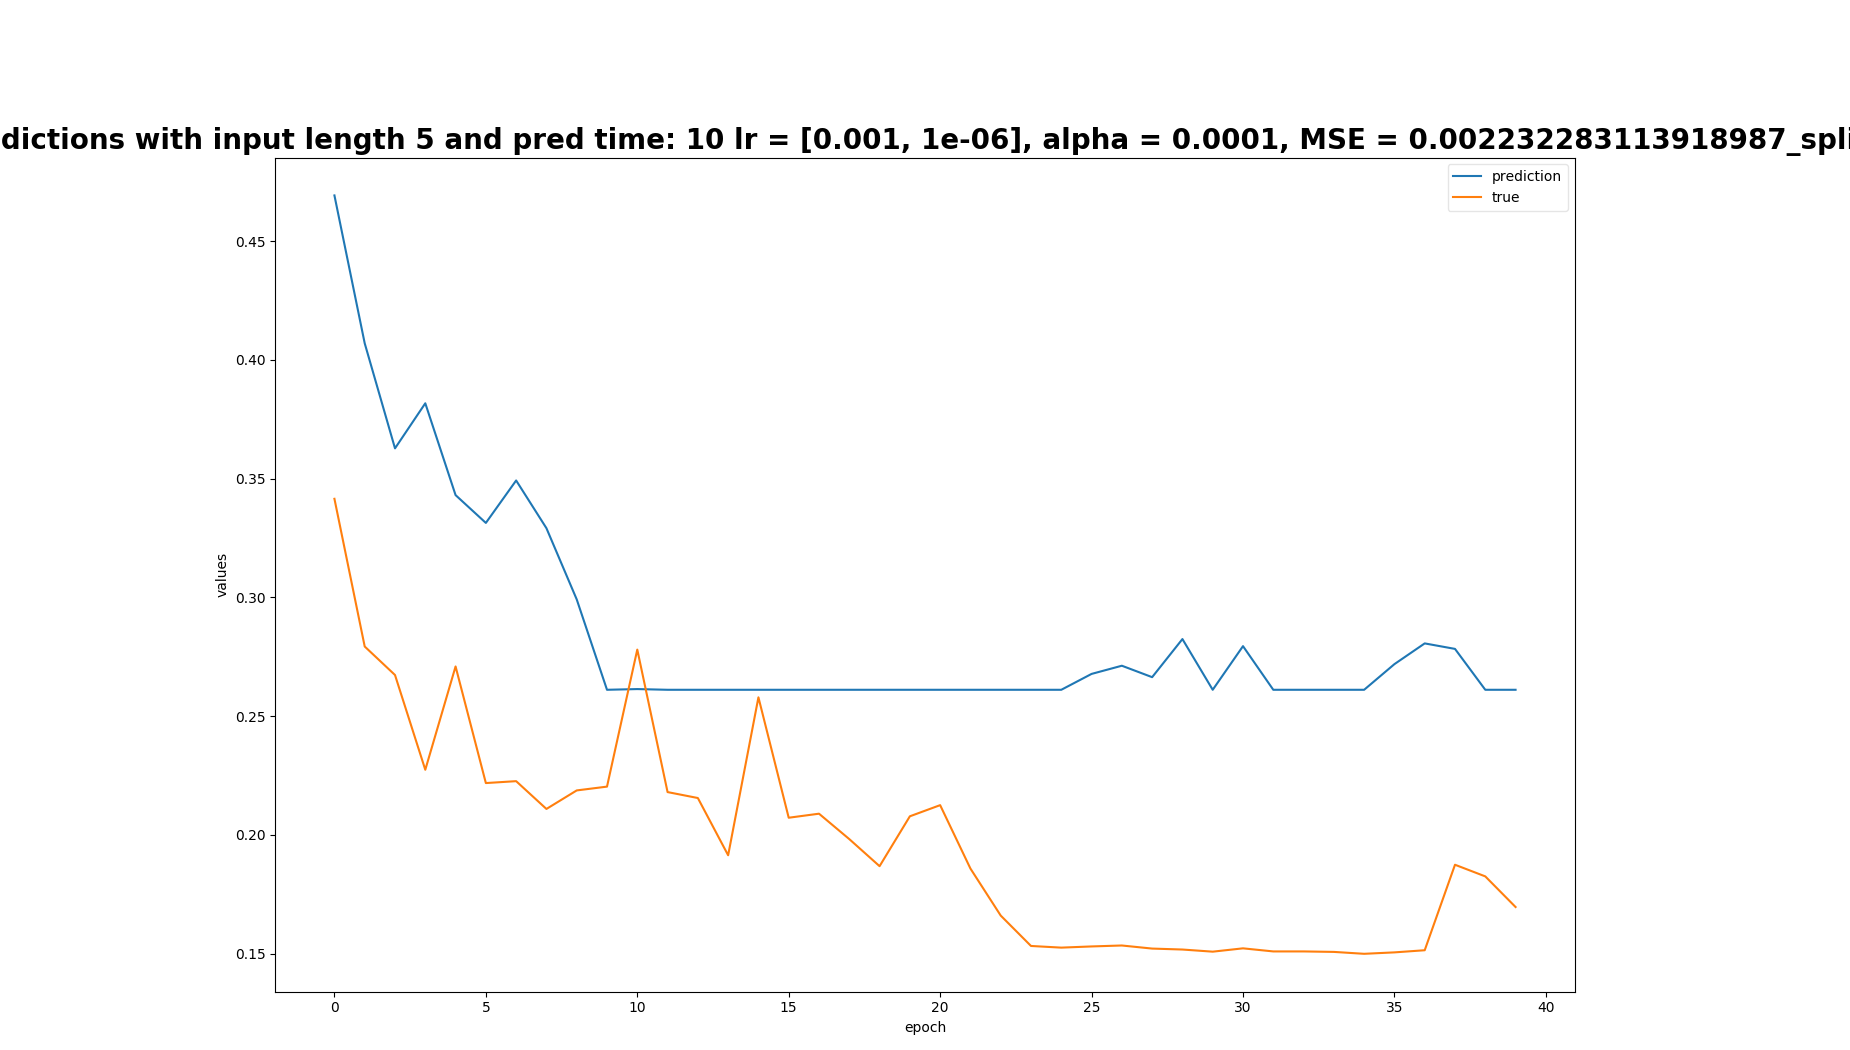 dictions with input length 5 and pred time: 10 lr = [0.001, 1e-06], alpha = 0.0001, MSE = 0.002232283113918987_spli
prediction
true
0.45
0.40
0.35
0.30
0.25
0.20
0.15
values
0 5 10 15 20 25 30 35 40
epoch